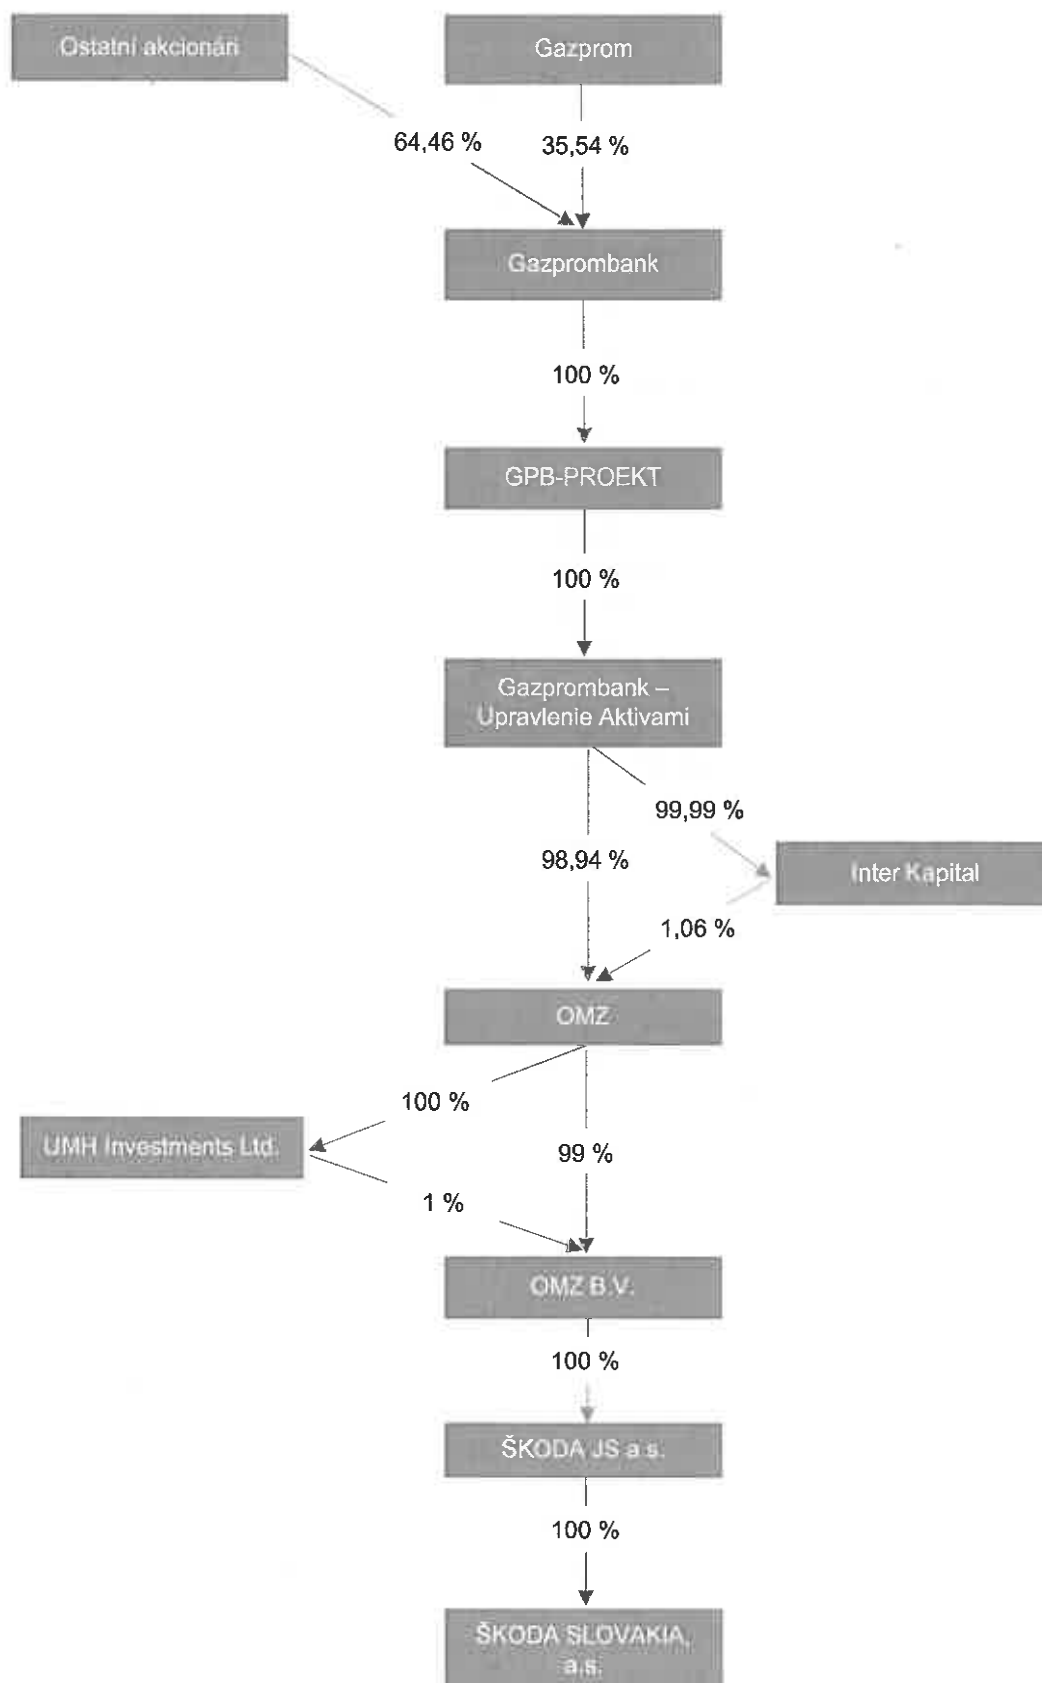 Ostatní akcionári
Gazprom
64,46 %
35,54 %
Gazprombank
100 %
GPB-PROEKT
100 %
Gazprombank –
Upravlenie Aktivami
99,99 %
98,94 %
Inter Kapital
1,06 %
OMZ
100 %
UMH Investments Ltd.
99 %
1 %
OMZ B.V.
100 %
ŠKODA JS a.s.
100 %
ŠKODA SLOVAKIA,
a.s.